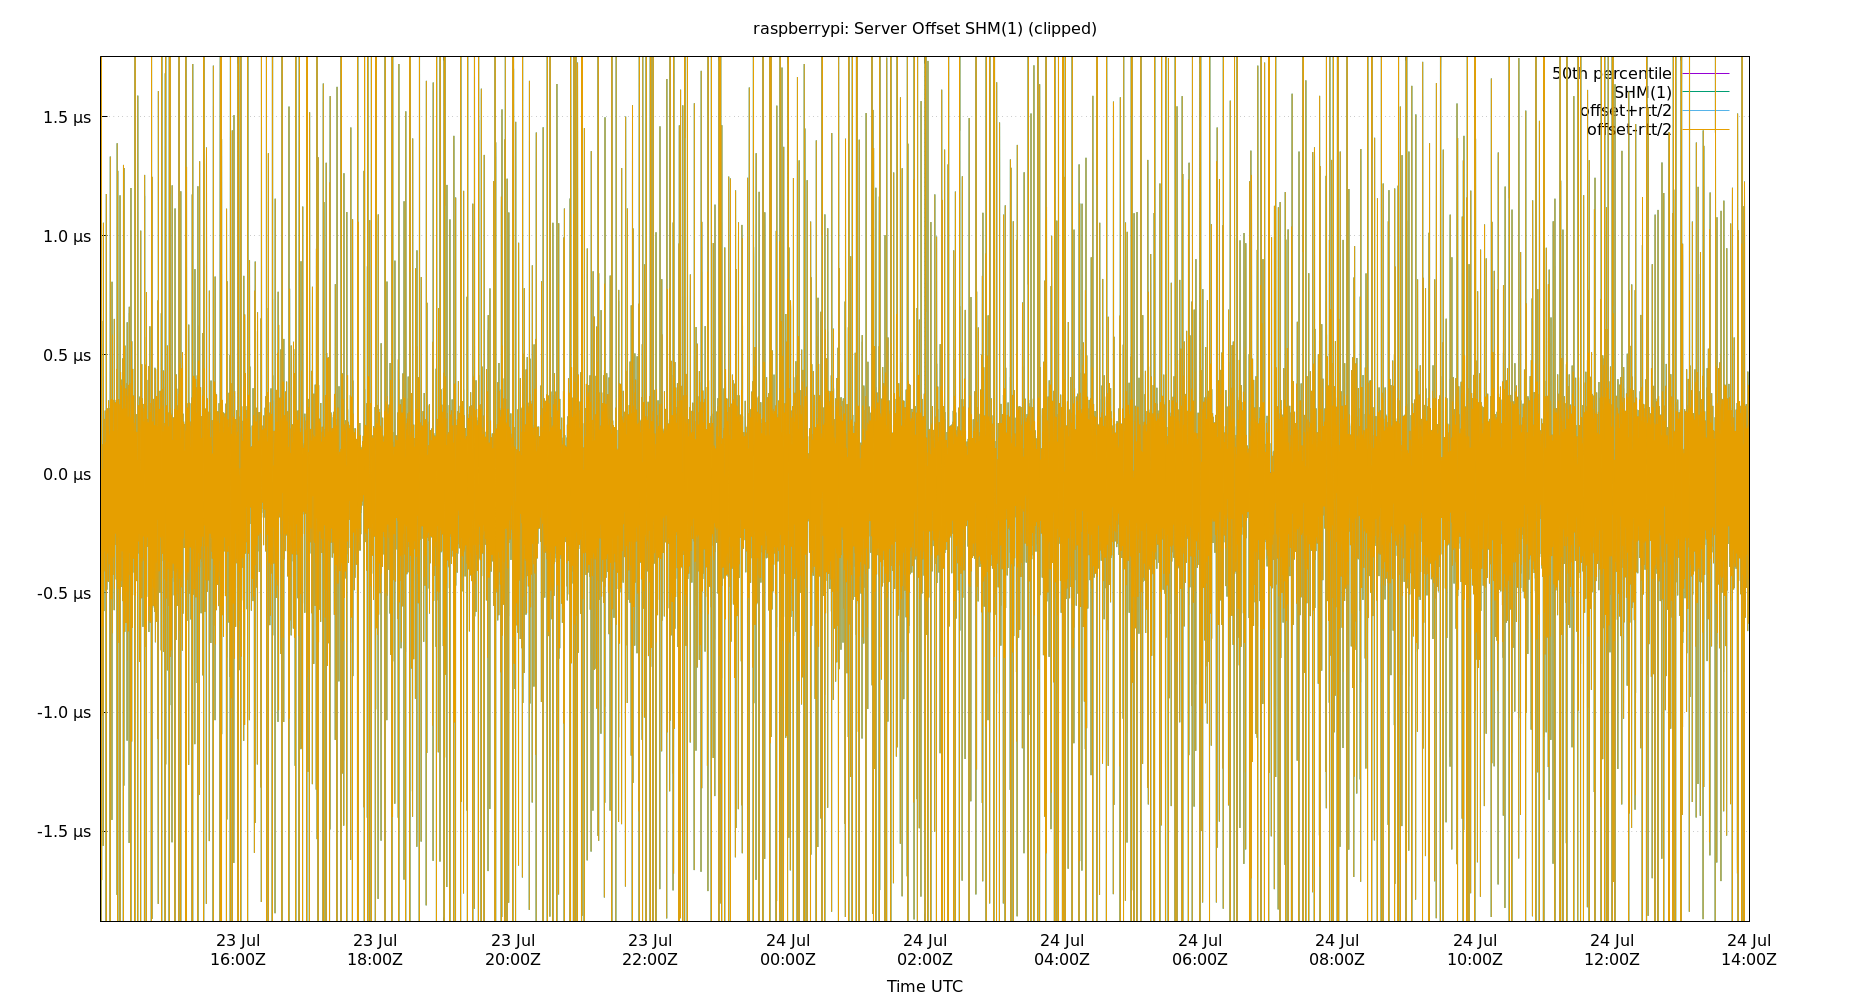 raspberrypi: Server Offset SHM(1) (clipped)
50th percentile
SHM(1)
offset+rtt/2
offset-rtt/2
1.5 µs
1.0 µs
0.5 µs
0.0 µs
-0.5 µs
-1.0 µs
-1.5 µs
23 Jul 23 Jul 23 Jul 23 Jul 24 Jul 24 Jul 24 Jul 24 Jul 24 Jul 24 Jul 24 Jul 24 Jul
16:00Z 18:00Z 20:00Z 22:00Z 00:00Z 02:00Z 04:00Z 06:00Z 08:00Z 10:00Z 12:00Z 14:00Z
Time UTC